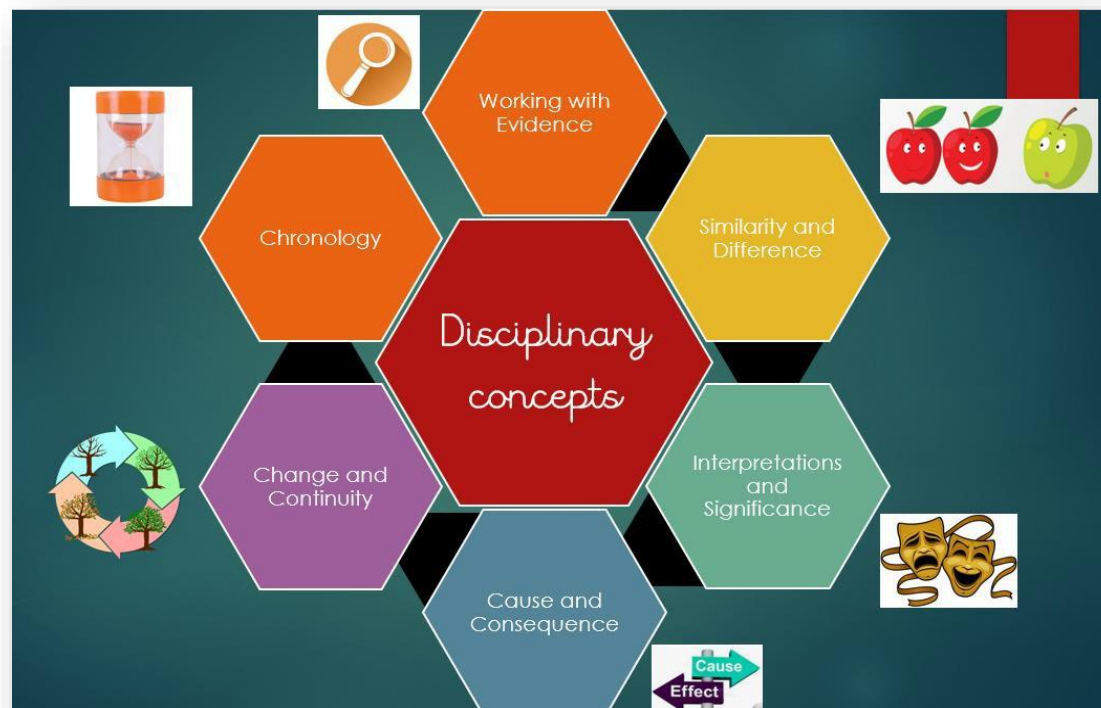 Working with
Evidence
Similarity and
Difference
Chronology
Disciplinary
concepts
Interpretations
and
Significance
Change and
Continuity
Cause and
Consequence
Cause
Effect